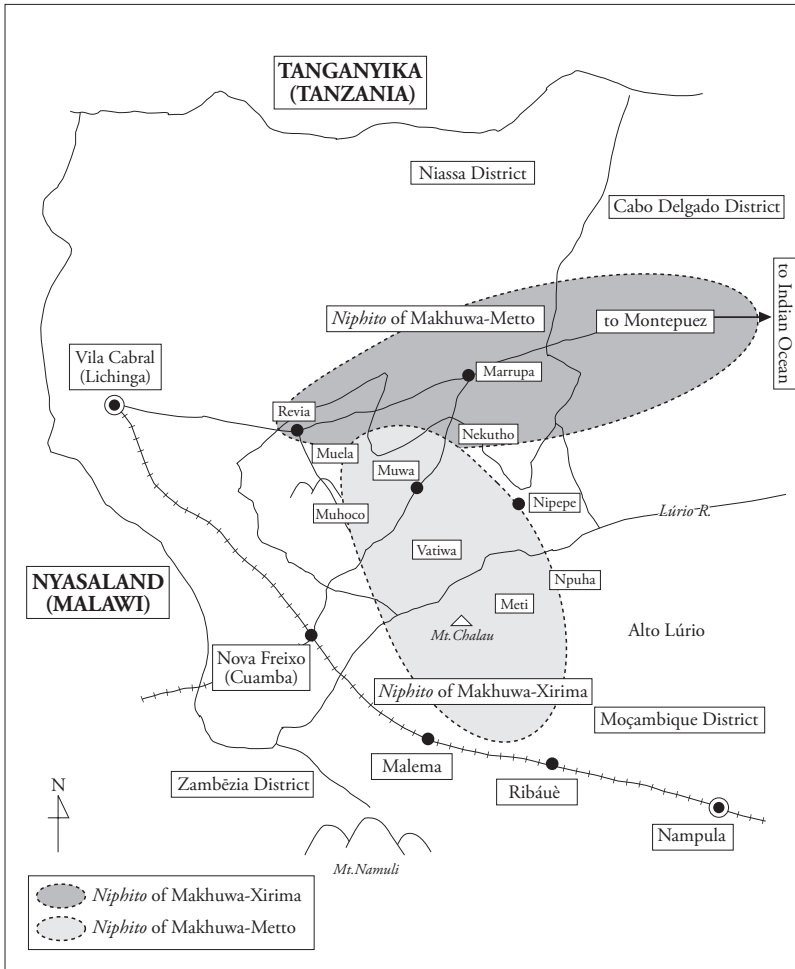 TANGANYIKA
(TANZANIA)
Niassa District
Cabo Delgado District
to Indian Ocean
Niphito of Makhuwa-Metto
to Montepuez
Vila Cabral
(Lichinga)
Marrupa
Revia
Nekutho
Muela
Muwa
Nipepe
Muhoco
Lúrio R.
Vatiwa
NYASALAND
(MALAWI)
Npuha
Meti
Alto Lúrio
Mt.Chalau
Nova Freixo
(Cuamba)
Niphito of Makhuwa-Xirima
Moçambique District
Malema
Zambēzia District
Ribáuè
N
Nampula
Mt.Namuli
Niphito of Makhuwa-Xirima
Niphito of Makhuwa-Metto